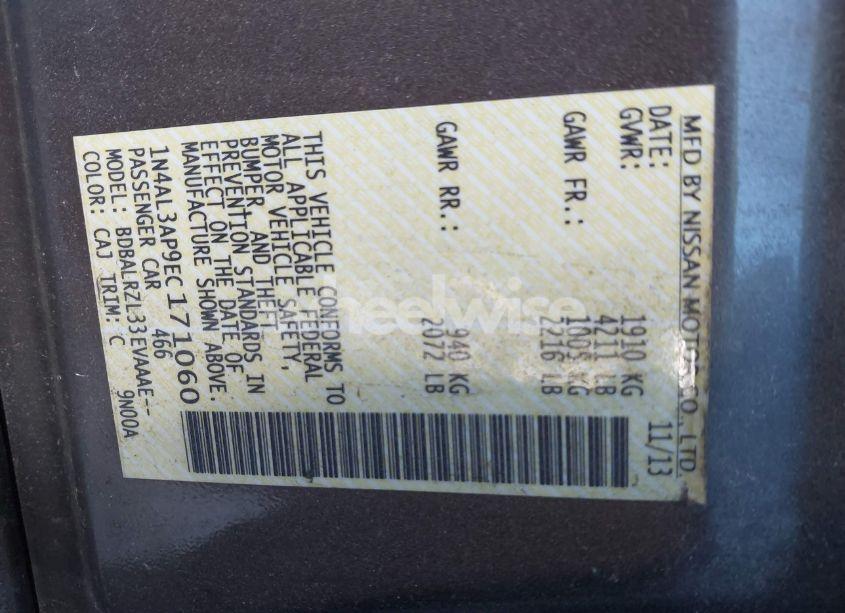 MFD BY NISSAN MOTOR CO., LTD.
DATE: 11/13
GVWR: 1910 KG
4211 LB
GAWR FR.: 1005 KG
2216 LB
GAWR RR.: 940 KG
2072 LB
THIS VEHICLE CONFORMS TO
ALL APPLICABLE FEDERAL
MOTOR VEHICLE SAFETY,
BUMPER AND THEFT
PREVENTION STANDARDS IN
EFFECT ON THE DATE OF
MANUFACTURE SHOWN ABOVE.
1N4AL3AP9EC171060
PASSENGER CAR 466
MODEL: BDBALRZL33EVAAAE-- 9N00A
COLOR: CAJ TRIM: C
heelwise